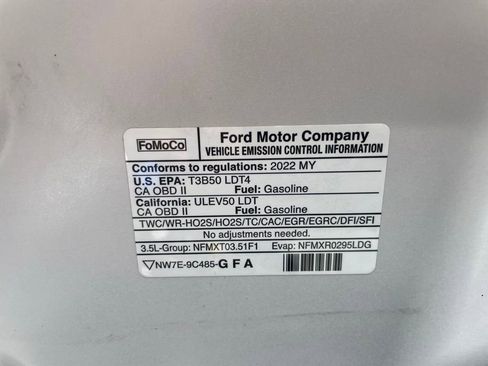 FoMoCo
Ford Motor Company
VEHICLE EMISSION CONTROL INFORMATION
Conforms to regulations: 2022 MY
U.S. EPA: T3B50 LDT4
CA OBD II Fuel: Gasoline
California: ULEV50 LDT
CA OBD II Fuel: Gasoline
TWC/WR-HO2S/HO2S/TC/CAC/EGR/EGRC/DFI/SFI
No adjustments needed.
3.5L-Group: NFMXT03.51F1 Evap: NFMXR0295LDG
NW7E-9C485-GFA